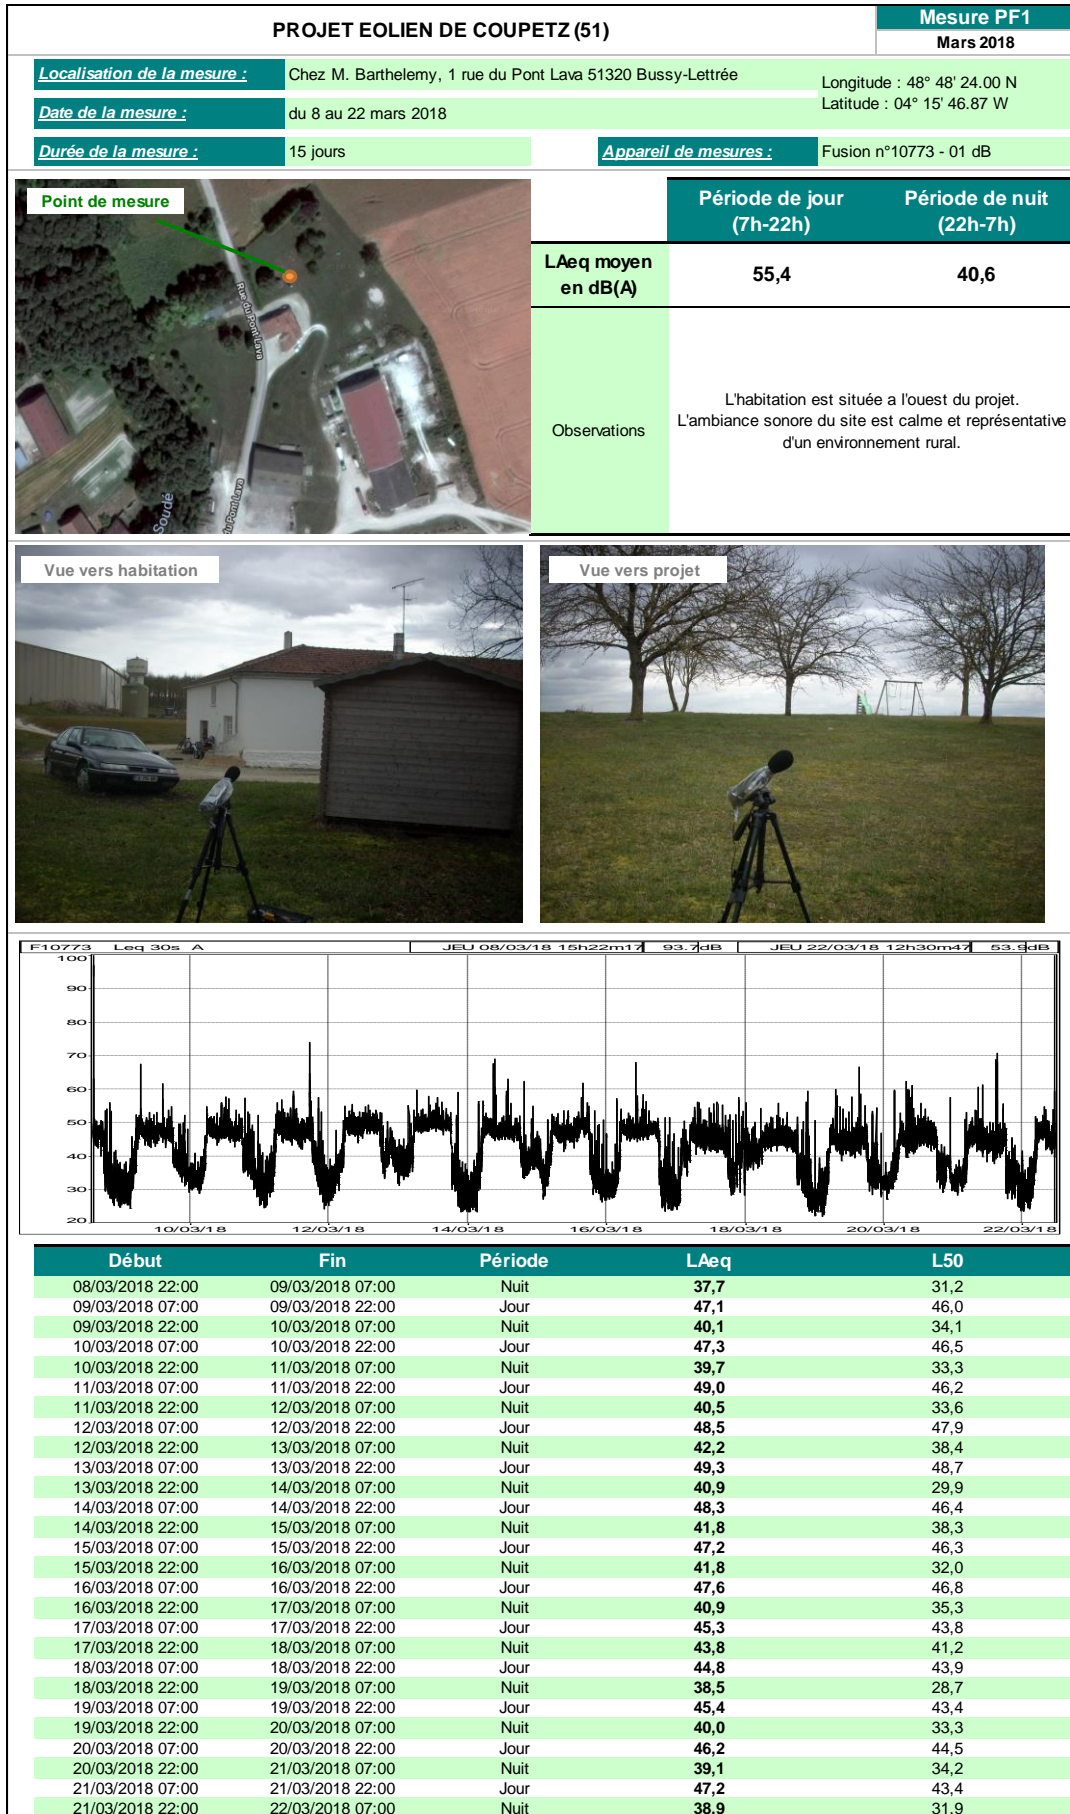 PROJET EOLIEN DE COUPETZ (51)
Mesure PF1
Mars 2018
Localisation de la mesure :
Chez M. Barthelemy, 1 rue du Pont Lava 51320 Bussy-Lettrée
Longitude : 48° 48' 24.00 N
Latitude : 04° 15' 46.87 W
Date de la mesure :
du 8 au 22 mars 2018
Durée de la mesure :
15 jours
Appareil de mesures :
Fusion n°10773 - 01 dB
Point de mesure
Rue du Pont Lava
du Pont Lava
Soudé
Période de jour
(7h-22h)
Période de nuit
(22h-7h)
LAeq moyen
en dB(A)
55,4
40,6
Observations
L'habitation est située a l'ouest du projet.
L'ambiance sonore du site est calme et représentative
d'un environnement rural.
Vue vers habitation
Vue vers projet
F10773 Leq 30s A JEU 08/03/18 15h22m17 93.7dB JEU 22/03/18 12h30m47 53.9dB
100
90
80
70
60
50
40
30
20
10/03/18 12/03/18 14/03/18 16/03/18 18/03/18 20/03/18 22/03/18
Début Fin Période LAeq L50
08/03/2018 22:00 09/03/2018 07:00 Nuit 37,7 31,2
09/03/2018 07:00 09/03/2018 22:00 Jour 47,1 46,0
09/03/2018 22:00 10/03/2018 07:00 Nuit 40,1 34,1
10/03/2018 07:00 10/03/2018 22:00 Jour 47,3 46,5
10/03/2018 22:00 11/03/2018 07:00 Nuit 39,7 33,3
11/03/2018 07:00 11/03/2018 22:00 Jour 49,0 46,2
11/03/2018 22:00 12/03/2018 07:00 Nuit 40,5 33,6
12/03/2018 07:00 12/03/2018 22:00 Jour 48,5 47,9
12/03/2018 22:00 13/03/2018 07:00 Nuit 42,2 38,4
13/03/2018 07:00 13/03/2018 22:00 Jour 49,3 48,7
13/03/2018 22:00 14/03/2018 07:00 Nuit 40,9 29,9
14/03/2018 07:00 14/03/2018 22:00 Jour 48,3 46,4
14/03/2018 22:00 15/03/2018 07:00 Nuit 41,8 38,3
15/03/2018 07:00 15/03/2018 22:00 Jour 47,2 46,3
15/03/2018 22:00 16/03/2018 07:00 Nuit 41,8 32,0
16/03/2018 07:00 16/03/2018 22:00 Jour 47,6 46,8
16/03/2018 22:00 17/03/2018 07:00 Nuit 40,9 35,3
17/03/2018 07:00 17/03/2018 22:00 Jour 45,3 43,8
17/03/2018 22:00 18/03/2018 07:00 Nuit 43,8 41,2
18/03/2018 07:00 18/03/2018 22:00 Jour 44,8 43,9
18/03/2018 22:00 19/03/2018 07:00 Nuit 38,5 28,7
19/03/2018 07:00 19/03/2018 22:00 Jour 45,4 43,4
19/03/2018 22:00 20/03/2018 07:00 Nuit 40,0 33,3
20/03/2018 07:00 20/03/2018 22:00 Jour 46,2 44,5
20/03/2018 22:00 21/03/2018 07:00 Nuit 39,1 34,2
21/03/2018 07:00 21/03/2018 22:00 Jour 47,2 43,4
21/03/2018 22:00 22/03/2018 07:00 Nuit 38,9 31,9